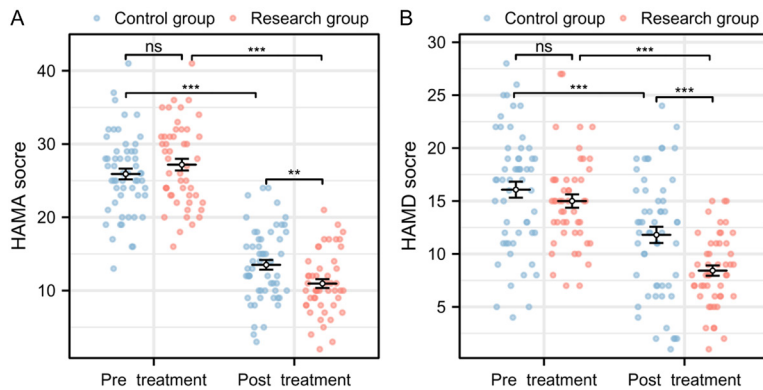 A
Control group Research group
HAMA socre
40
30
20
10
ns
***
***
**
Pre treatment Post treatment
B
Control group Research group
HAMD socre
30
25
20
15
10
5
ns
***
***
***
Pre treatment Post treatment